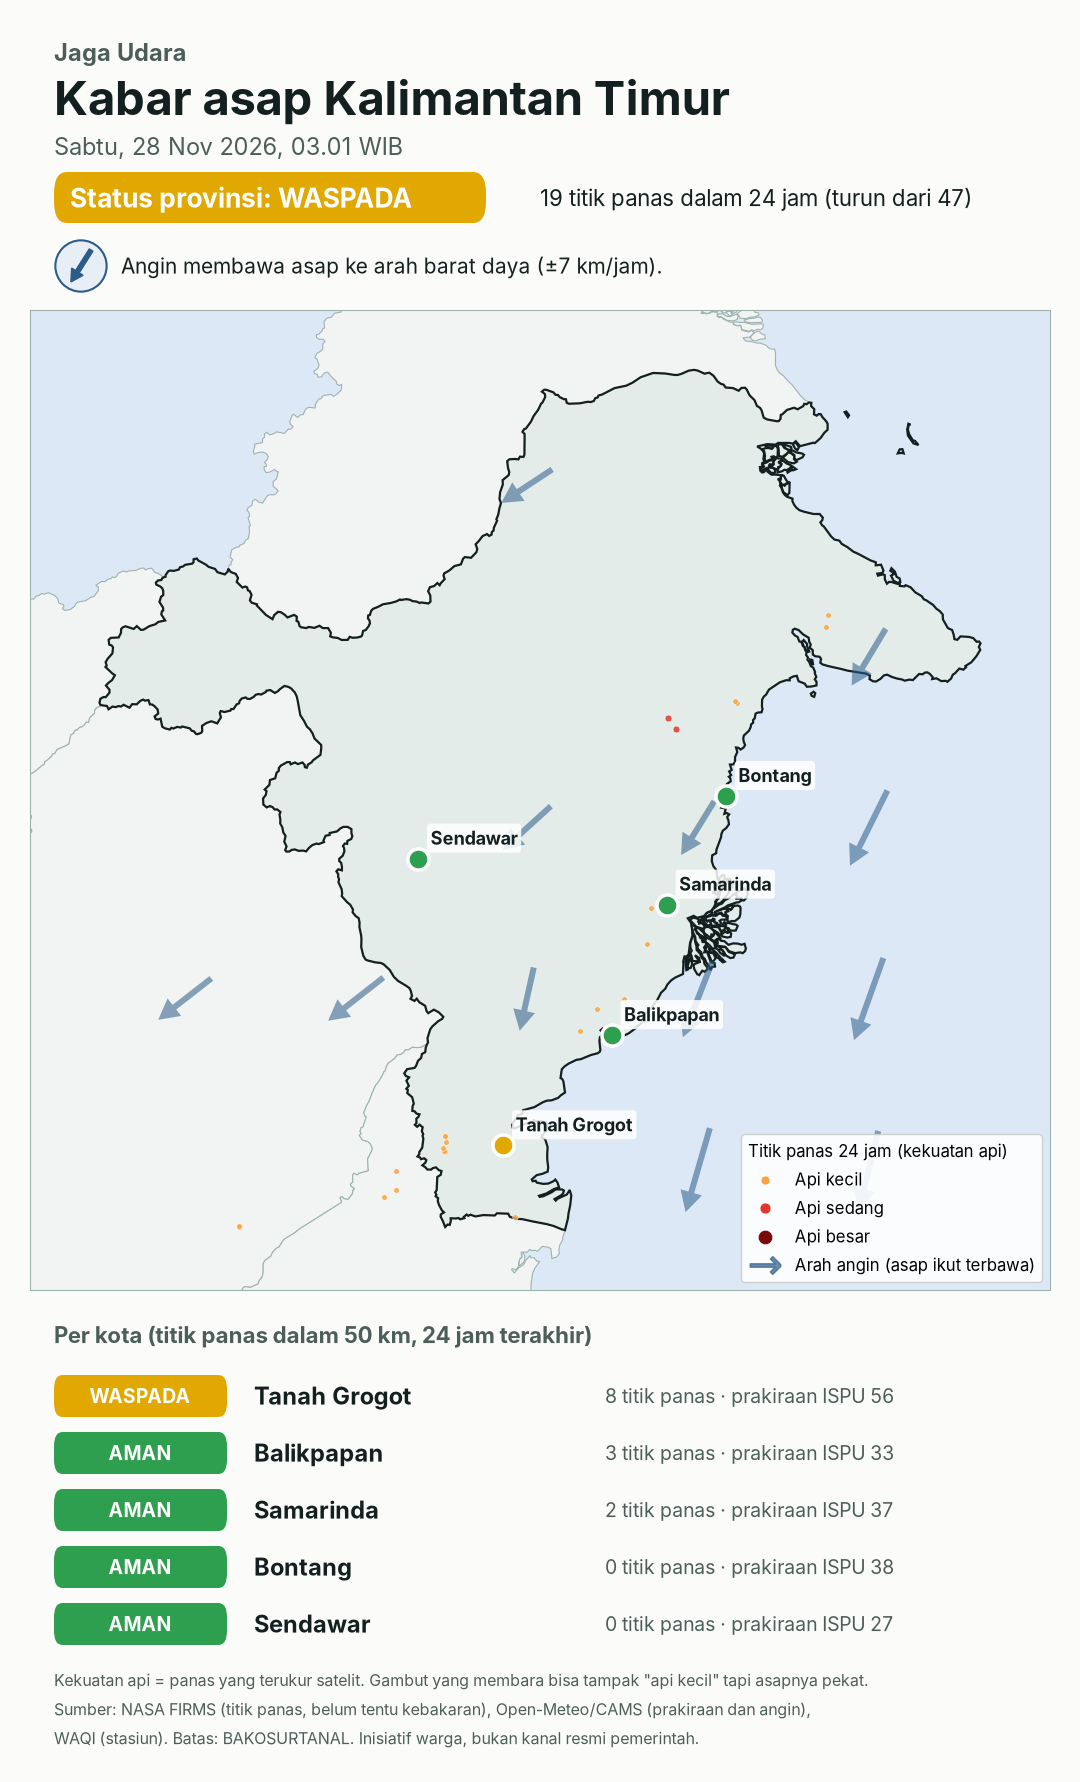 Jaga Udara
Kabar asap Kalimantan Timur
Sabtu, 28 Nov 2026, 03.01 WIB
Status provinsi: WASPADA
19 titik panas dalam 24 jam (turun dari 47)
Angin membawa asap ke arah barat daya (±7 km/jam).
Bontang
Sendawar
Samarinda
Balikpapan
Tanah Grogot
Titik panas 24 jam (kekuatan api)
Api kecil
Api sedang
Api besar
Arah angin (asap ikut terbawa)
Per kota (titik panas dalam 50 km, 24 jam terakhir)
WASPADA Tanah Grogot 8 titik panas · prakiraan ISPU 56
AMAN Balikpapan 3 titik panas · prakiraan ISPU 33
AMAN Samarinda 2 titik panas · prakiraan ISPU 37
AMAN Bontang 0 titik panas · prakiraan ISPU 38
AMAN Sendawar 0 titik panas · prakiraan ISPU 27
Kekuatan api = panas yang terukur satelit. Gambut yang membara bisa tampak "api kecil" tapi asapnya pekat.
Sumber: NASA FIRMS (titik panas, belum tentu kebakaran), Open-Meteo/CAMS (prakiraan dan angin),
WAQI (stasiun). Batas: BAKOSURTANAL. Inisiatif warga, bukan kanal resmi pemerintah.